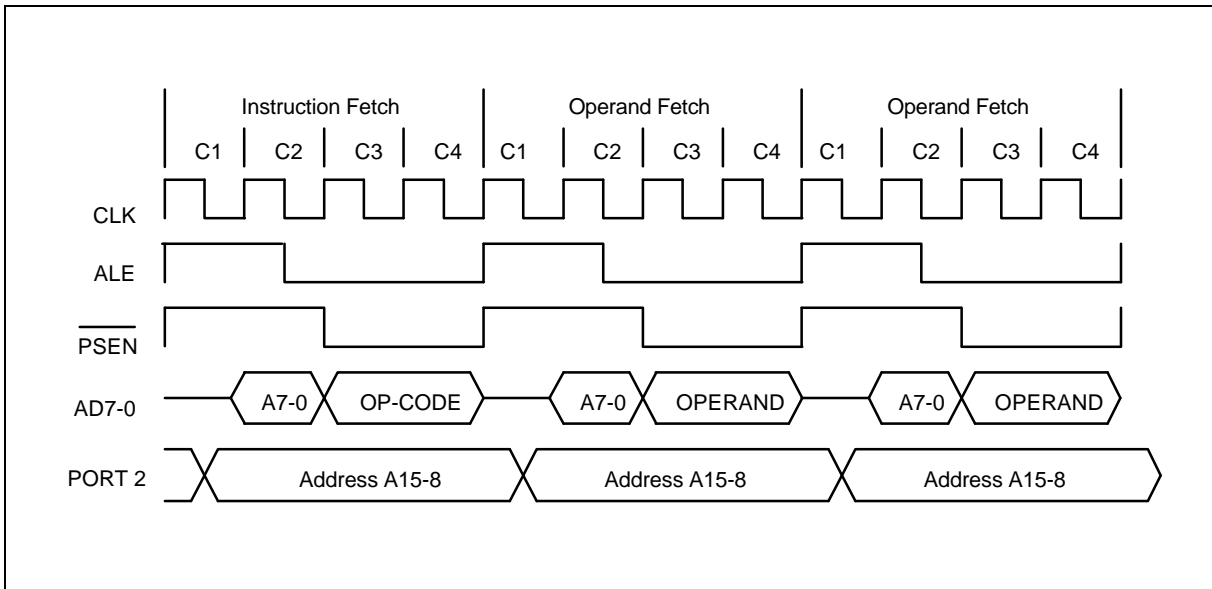 Instruction Fetch Operand Fetch Operand Fetch
C1 C2 C3 C4 C1 C2 C3 C4 C1 C2 C3 C4
CLK
ALE
PSEN
AD7-0 A7-0 OP-CODE A7-0 OPERAND A7-0 OPERAND
PORT 2 Address A15-8 Address A15-8 Address A15-8